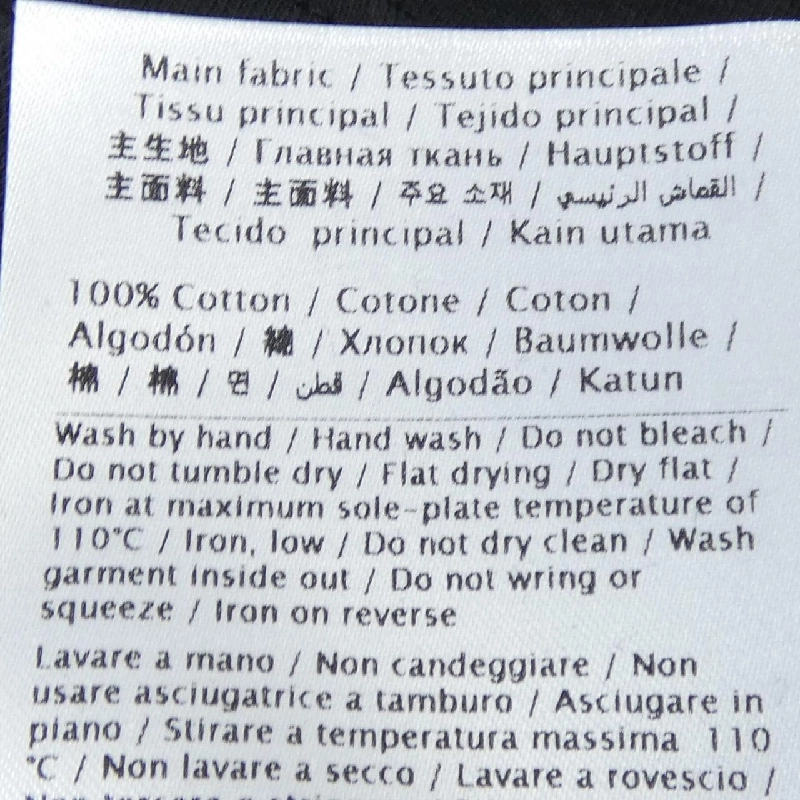 Main fabric / Tessuto principale /
Tissu principal / Tejido principal /
主生地 / Главная ткань / Hauptstoff /
主面料 / 主面料 / 주요 소재 / القماش الرئيسي /
Tecido principal / Kain utama
100% Cotton / Cotone / Coton /
Algodón / 綿 / Хлопок / Baumwolle /
棉 / 棉 / 면 / قطن / Algodão / Katun
Wash by hand / Hand wash / Do not bleach /
Do not tumble dry / Flat drying / Dry flat /
Iron at maximum sole-plate temperature of
110°C / Iron, low / Do not dry clean / Wash
garment inside out / Do not wring or
squeeze / Iron on reverse
Lavare a mano / Non candeggiare / Non
usare asciugatrice a tamburo / Asciugare in
piano / Stirare a temperatura massima 110
°C / Non lavare a secco / Lavare a rovescio /